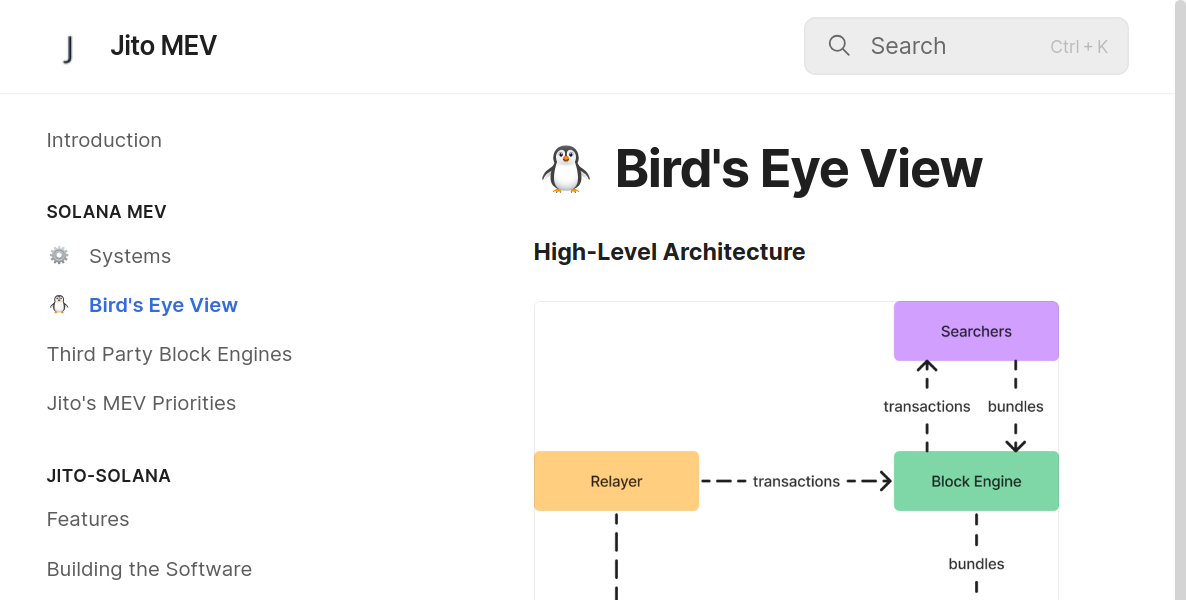 J Jito MEV
Search Ctrl + K
Introduction
SOLANA MEV
Systems
Bird's Eye View
Third Party Block Engines
Jito's MEV Priorities
JITO-SOLANA
Features
Building the Software
Bird's Eye View
High-Level Architecture
Searchers
transactions bundles
Relayer transactions Block Engine
bundles